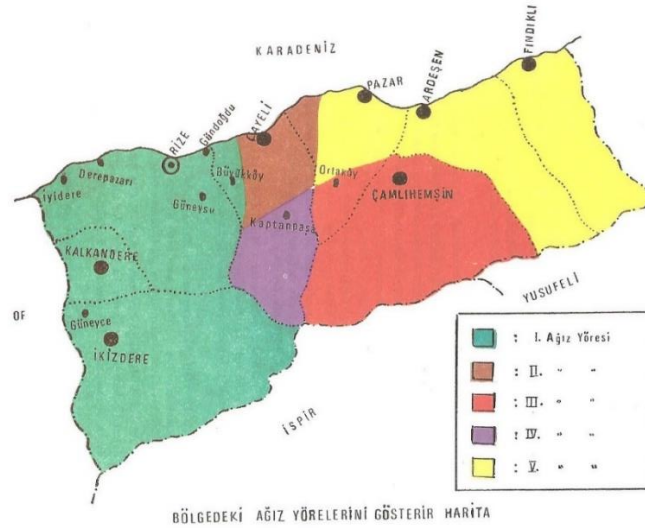 KARADENİZ
FINDIKLI
ARDEŞEN
PAZAR
ÇAYELİ
Gündoğdu
RİZE
Derepazarı
İyidere
Büyükköy
Ortaköy
ÇAMLIHEMŞİN
Güneysu
Kaptanpaşa
KALKANDERE
YUSUFELİ
OF
Güneyce
İKİZDERE
İSPİR
: I. Ağız Yöresi
: II. " "
: III. " "
: IV. " "
: V. " "
BÖLGEDEKİ AĞIZ YÖRELERİNİ GÖSTERİR HARİTA